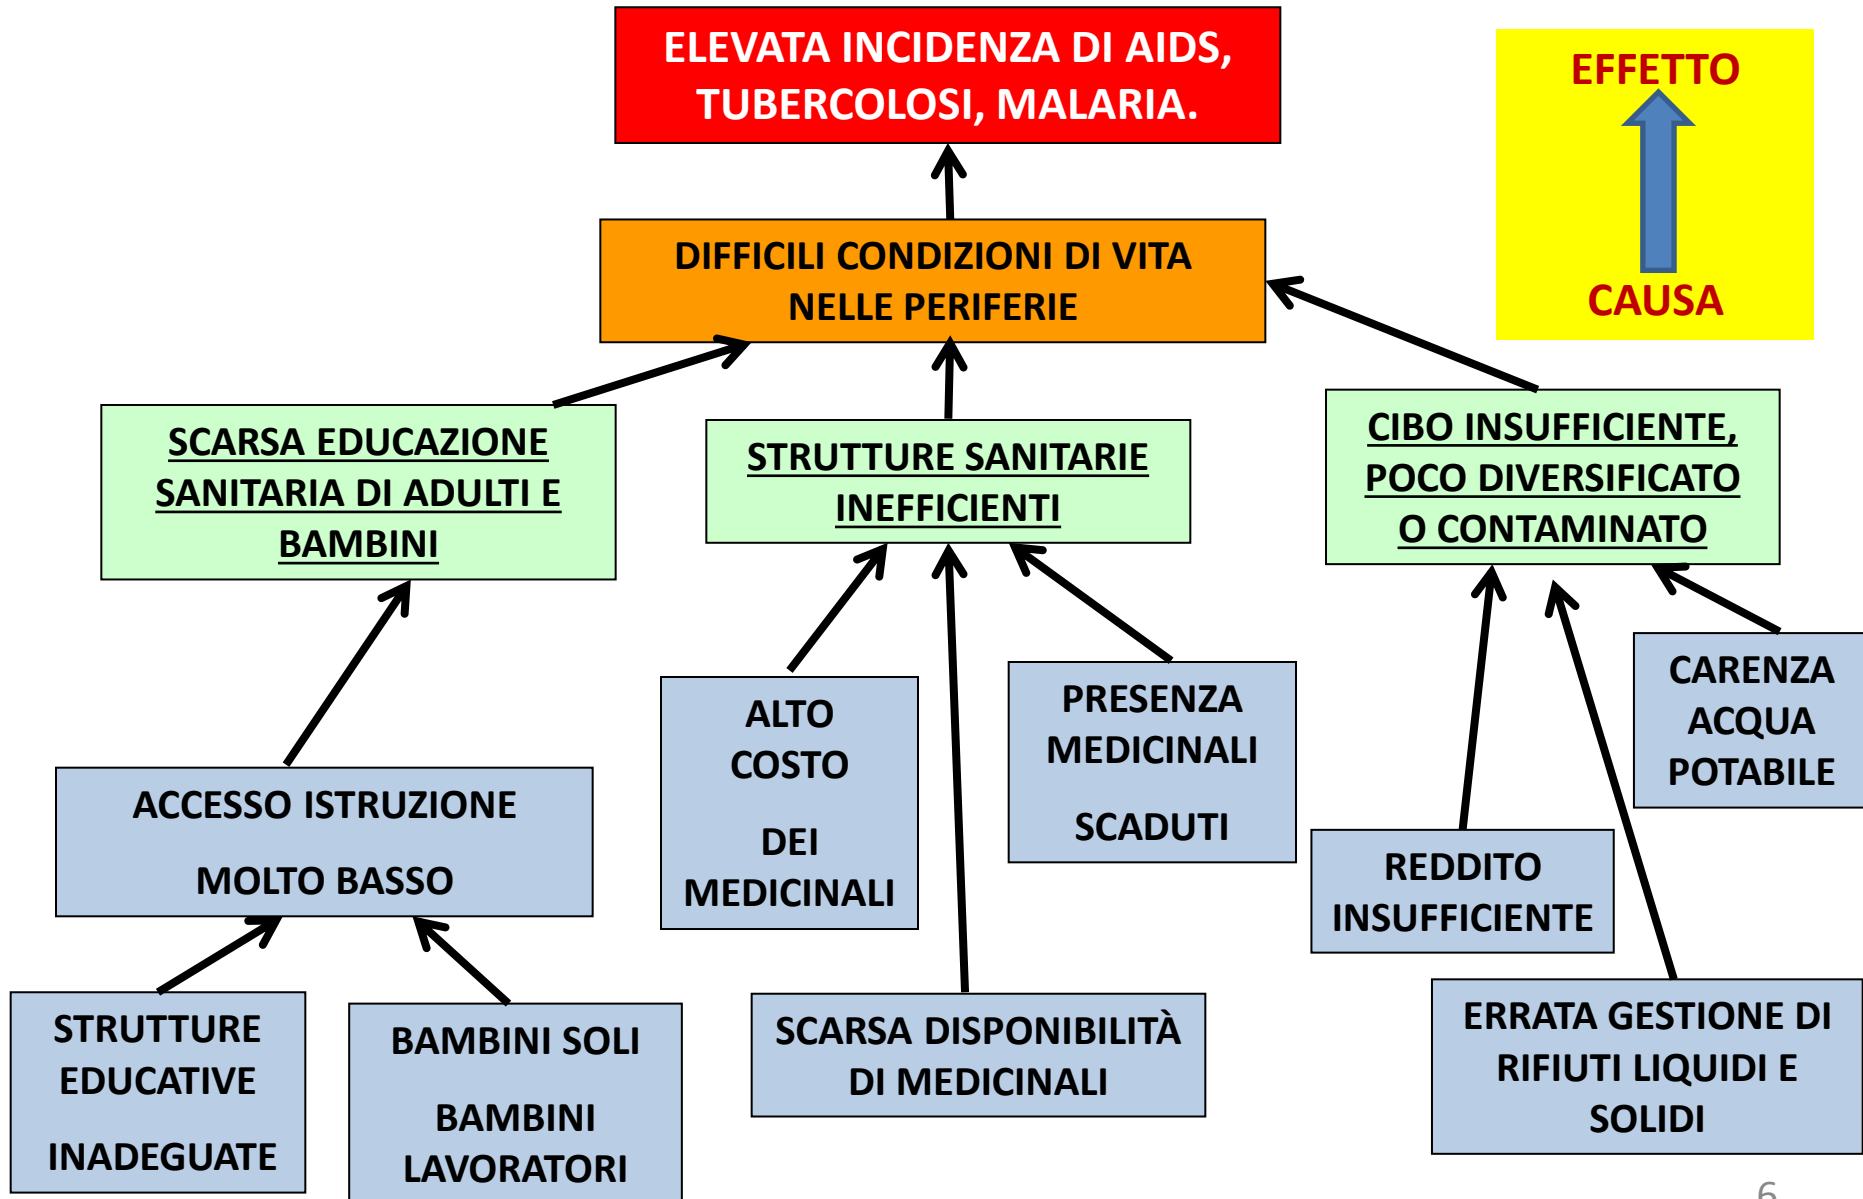 ELEVATA INCIDENZA DI AIDS,
TUBERCOLOSI, MALARIA.
EFFETTO
CAUSA
DIFFICILI CONDIZIONI DI VITA
NELLE PERIFERIE
SCARSA EDUCAZIONE
SANITARIA DI ADULTI E
BAMBINI
STRUTTURE SANITARIE
INEFFICIENTI
CIBO INSUFFICIENTE,
POCO DIVERSIFICATO
O CONTAMINATO
ACCESSO ISTRUZIONE
MOLTO BASSO
ALTO
COSTO
DEI
MEDICINALI
PRESENZA
MEDICINALI
SCADUTI
CARENZA
ACQUA
POTABILE
REDDITO
INSUFFICIENTE
STRUTTURE
EDUCATIVE
INADEGUATE
BAMBINI SOLI
BAMBINI
LAVORATORI
SCARSA DISPONIBILITÀ
DI MEDICINALI
ERRATA GESTIONE DI
RIFIUTI LIQUIDI E
SOLIDI
6